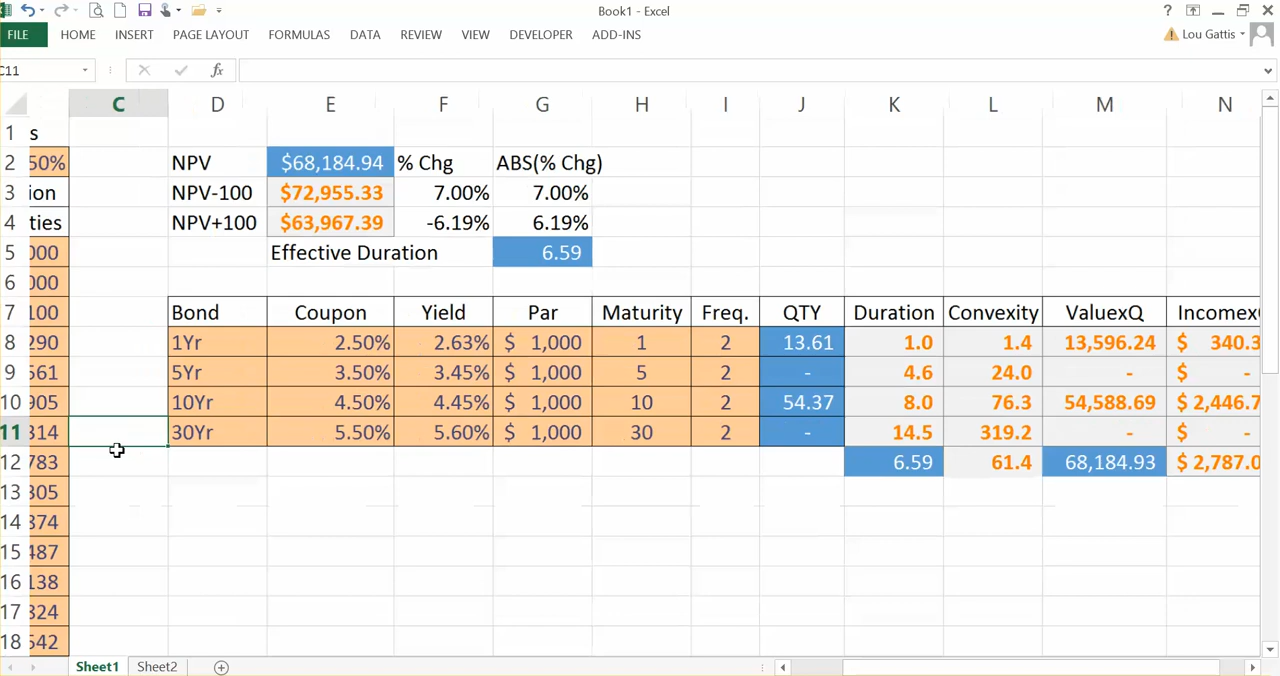 Book1 - Excel
?
FILE HOME INSERT PAGE LAYOUT FORMULAS DATA REVIEW VIEW DEVELOPER ADD-INS Lou Gattis
C11 fx
C D E F G H I J K L M N
1 s
2 50% NPV $68,184.94 % Chg ABS(% Chg)
3 ion NPV-100 $72,955.33 7.00% 7.00%
4 ties NPV+100 $63,967.39 -6.19% 6.19%
5 000 Effective Duration 6.59
6 000
7 100 Bond Coupon Yield Par Maturity Freq. QTY Duration Convexity ValuexQ Incomex
8 290 1Yr 2.50% 2.63% $ 1,000 1 2 13.61 1.0 1.4 13,596.24 $ 340.3
9 561 5Yr 3.50% 3.45% $ 1,000 5 2 - 4.6 24.0 - $ -
10 905 10Yr 4.50% 4.45% $ 1,000 10 2 54.37 8.0 76.3 54,588.69 $ 2,446.7
11 314 30Yr 5.50% 5.60% $ 1,000 30 2 - 14.5 319.2 - $ -
12 783 6.59 61.4 68,184.93 $ 2,787.0
13 305
14 874
15 487
16 138
17 324
18 542
Sheet1 Sheet2